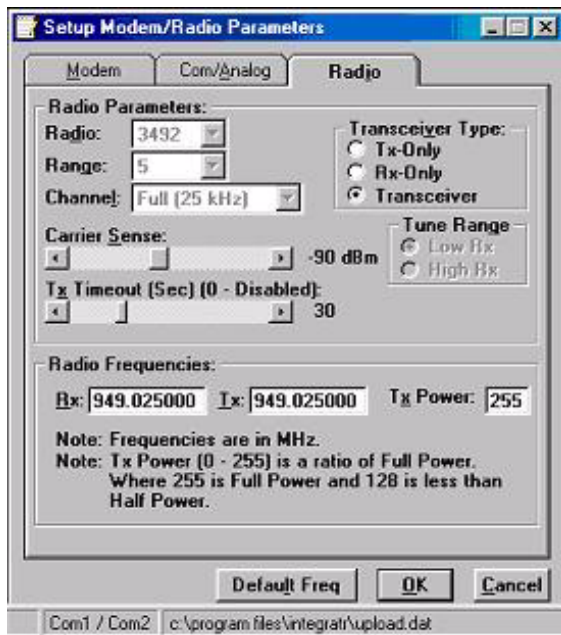 Setup Modem/Radio Parameters
Modem Com/Analog Radio
Radio Parameters:
Radio: 3492
Range: 5
Channel: Full (25 kHz)
Transceiver Type:
Tx-Only
Rx-Only
Transceiver
Carrier Sense:
-90 dBm
Tune Range
Low Rx
High Rx
Tx Timeout (Sec) (0 - Disabled):
30
Radio Frequencies:
Rx: 949.025000 Tx: 949.025000 Tx Power: 255
Note: Frequencies are in MHz.
Note: Tx Power (0 - 255) is a ratio of Full Power.
Where 255 is Full Power and 128 is less than
Half Power.
Default Freq OK Cancel
Com1 / Com2 c:\program files\integratr\upload.dat